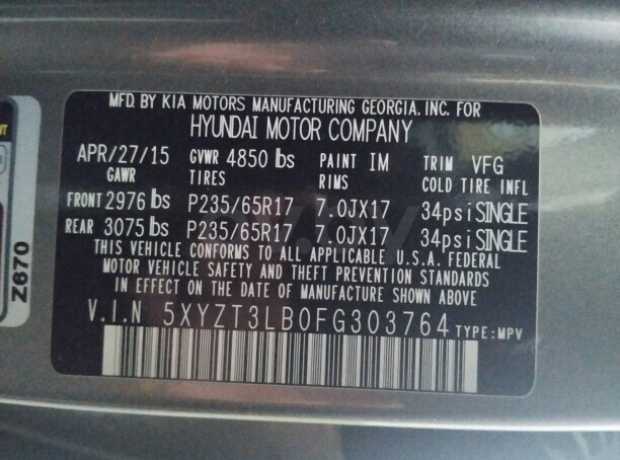 MFD. BY KIA MOTORS MANUFACTURING GEORGIA, INC. FOR
HYUNDAI MOTOR COMPANY
APR/27/15 GVWR 4850 lbs PAINT IM TRIM VFG
GAWR TIRES RIMS COLD TIRE INFL
FRONT 2976 lbs P235/65R17 7.0JX17 34psi SINGLE
REAR 3075 lbs P235/65R17 7.0JX17 34psi SINGLE
THIS VEHICLE CONFORMS TO ALL APPLICABLE U.S.A. FEDERAL
MOTOR VEHICLE SAFETY AND THEFT PREVENTION STANDARDS
IN EFFECT ON THE DATE OF MANUFACTURE SHOWN ABOVE
V.I.N 5XYZT3LB0FG303764 TYPE:MPV
Z670